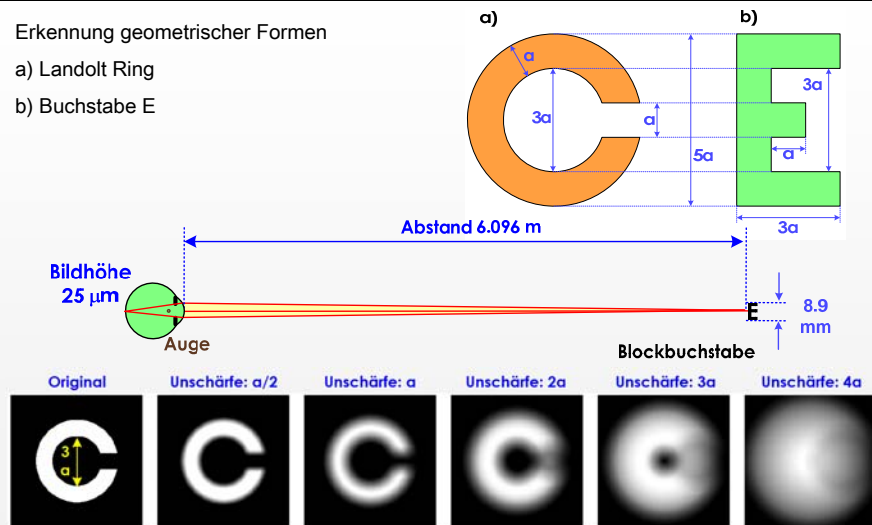 Erkennung geometrischer Formen
a) Landolt Ring
b) Buchstabe E
a)
b)
a
3a
a
5a
3a
a
3a
Abstand 6.096 m
Bildhöhe
25 µm
Auge
E
8.9
mm
Blockbuchstabe
Original
Unschärfe: a/2
Unschärfe: a
Unschärfe: 2a
Unschärfe: 3a
Unschärfe: 4a
3
a